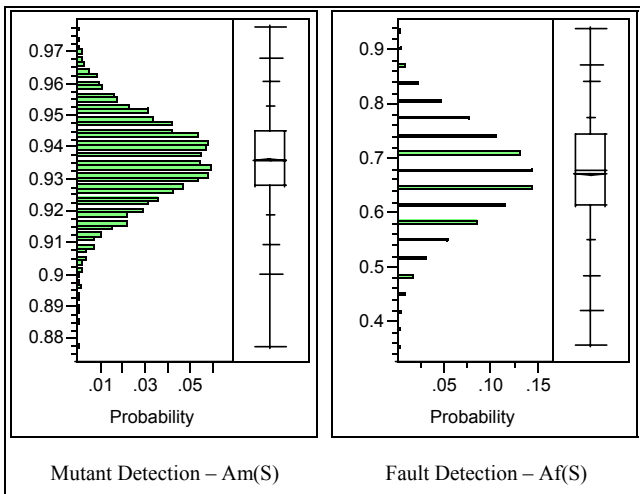 0.97
0.96
0.95
0.94
0.93
0.92
0.91
0.9
0.89
0.88
.01 .03 .05
Probability
Mutant Detection – Am(S)
0.9
0.8
0.7
0.6
0.5
0.4
.05 .10 .15
Probability
Fault Detection – Af(S)